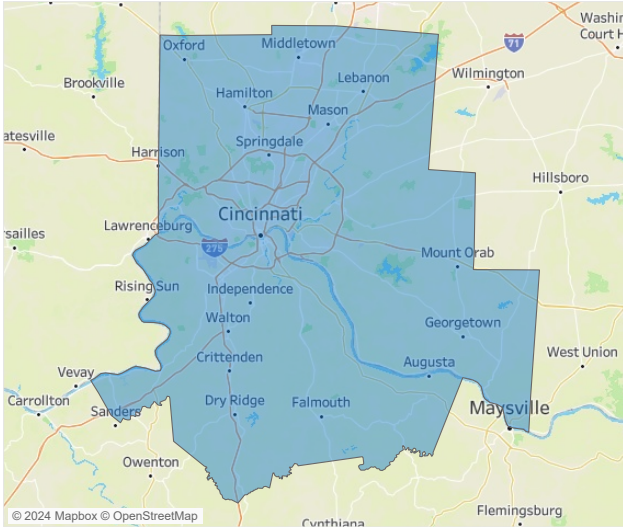 Washin
Court H
71
Oxford
Middletown
Wilmington
Lebanon
Brookville
Hamilton
Mason
atesville
Springdale
Harrison
Hillsboro
Cincinnati
Lawrenceburg
rsailles
275
Mount Orab
Rising Sun
Independence
Walton
Georgetown
West Union
Crittenden
Augusta
Vevay
Carrollton
Dry Ridge
Falmouth
Maysville
Sanders
Owenton
Flemingsburg
© 2024 Mapbox © OpenStreetMap
Cynthiana